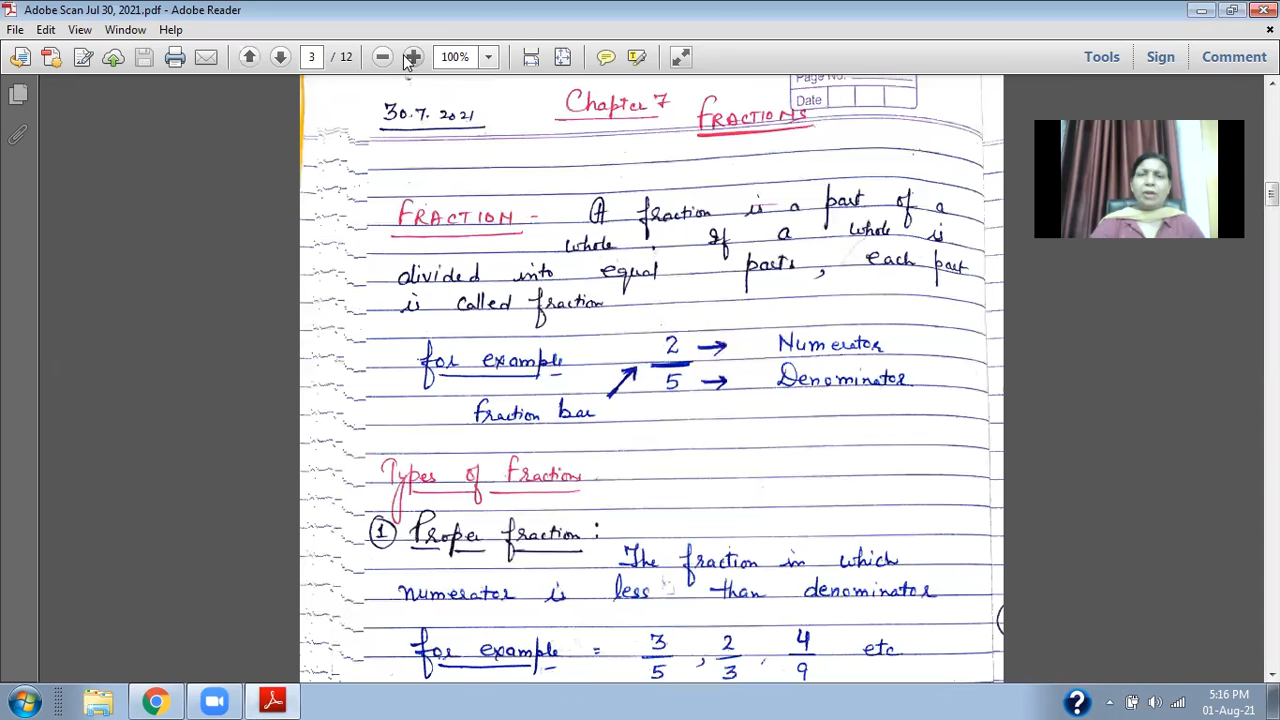 Adobe Scan Jul 30, 2021.pdf - Adobe Reader
File Edit View Window Help
3 / 12 100% Tools Sign Comment
Page No.
Date
30.7.2021 Chapter 7 FRACTIONS
FRACTION - A fraction is a part of a
whole. If a whole is
divided into equal parts, each part
is called fraction
for example 2 → Numerator
5 → Denominator
fraction bar
Types of Fraction
1 Proper fraction :
The fraction in which
numerator is less than denominator
for example = 3/5, 2/3, 4/9 etc
5:16 PM
01-Aug-21